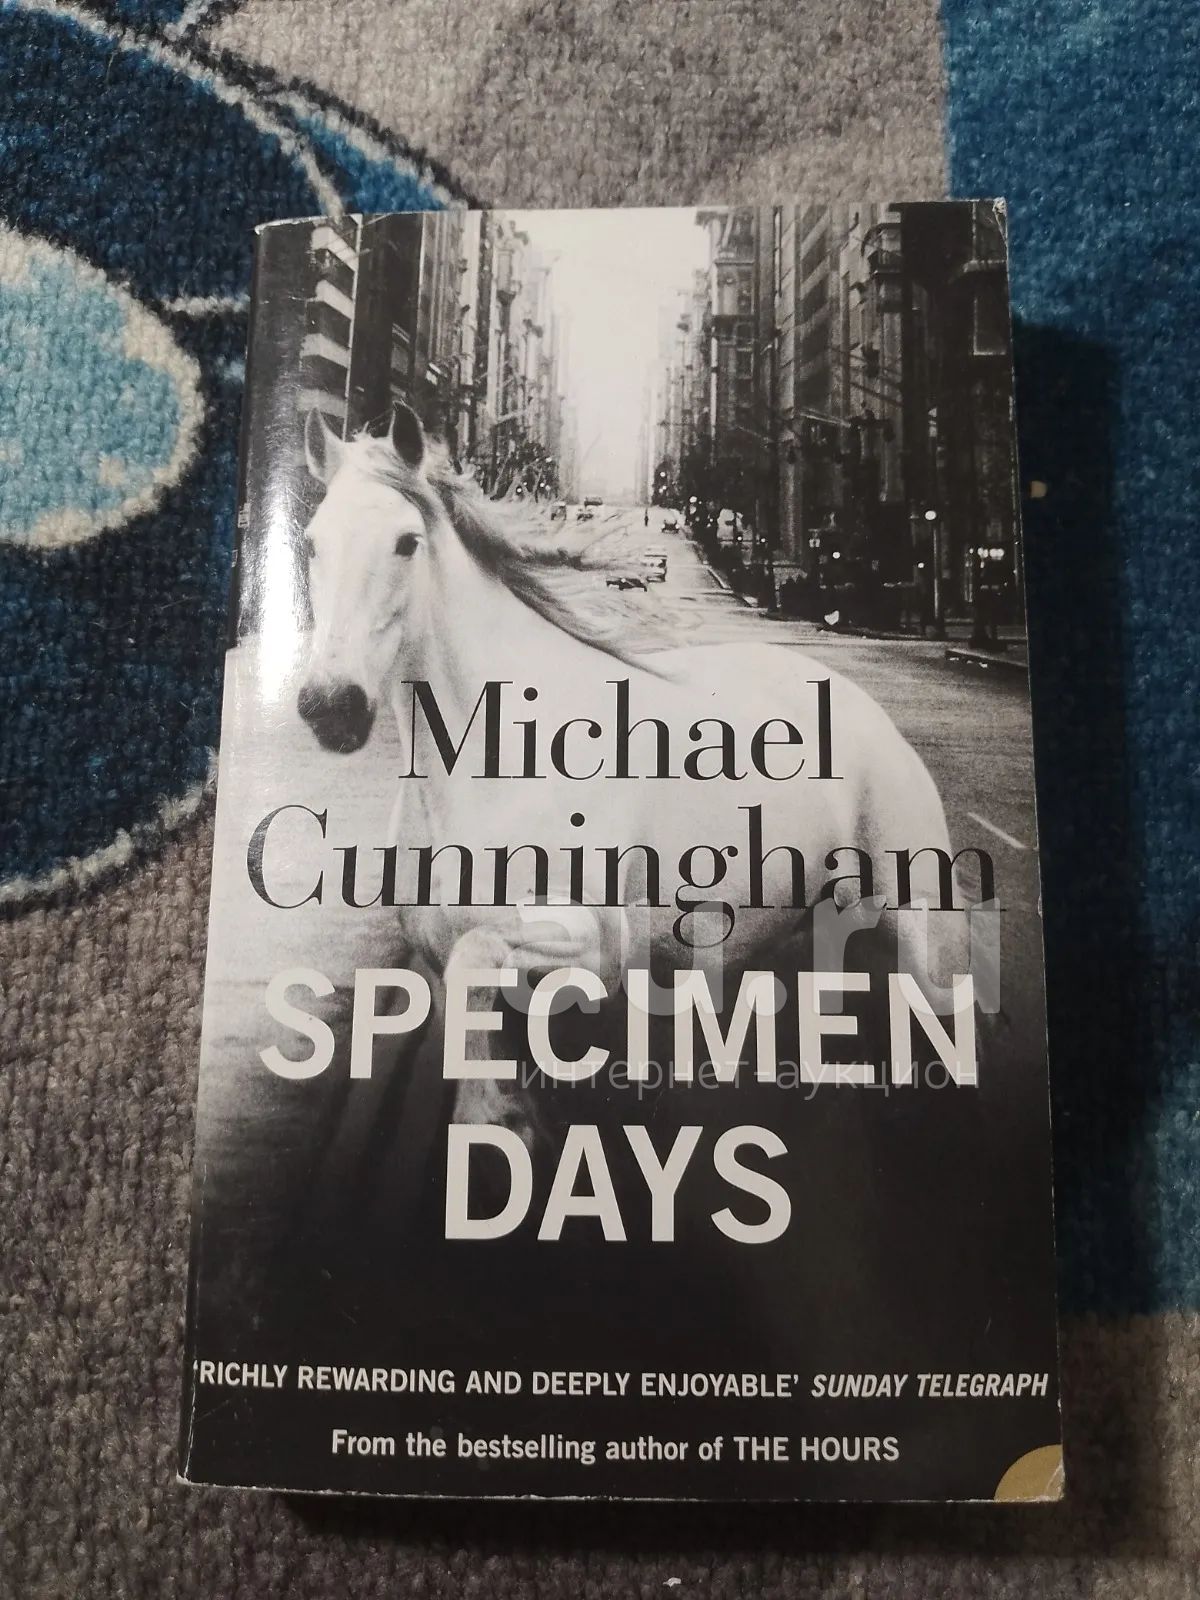 Michael
Cunningham
au.ru
SPECIMEN
интернет-аукцион
DAYS
'RICHLY REWARDING AND DEEPLY ENJOYABLE' SUNDAY TELEGRAPH
From the bestselling author of THE HOURS